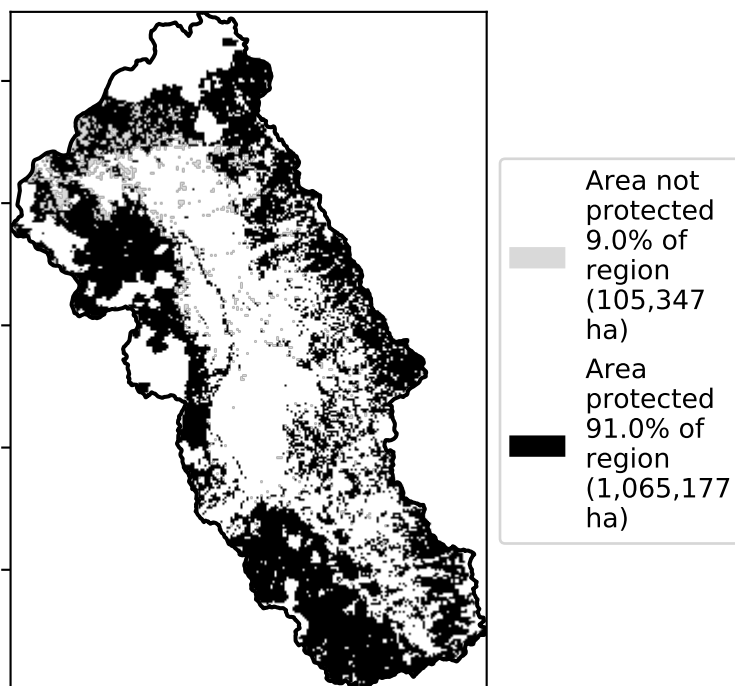 Area not
protected
9.0% of
region
(105,347
ha)
Area
protected
91.0% of
region
(1,065,177
ha)